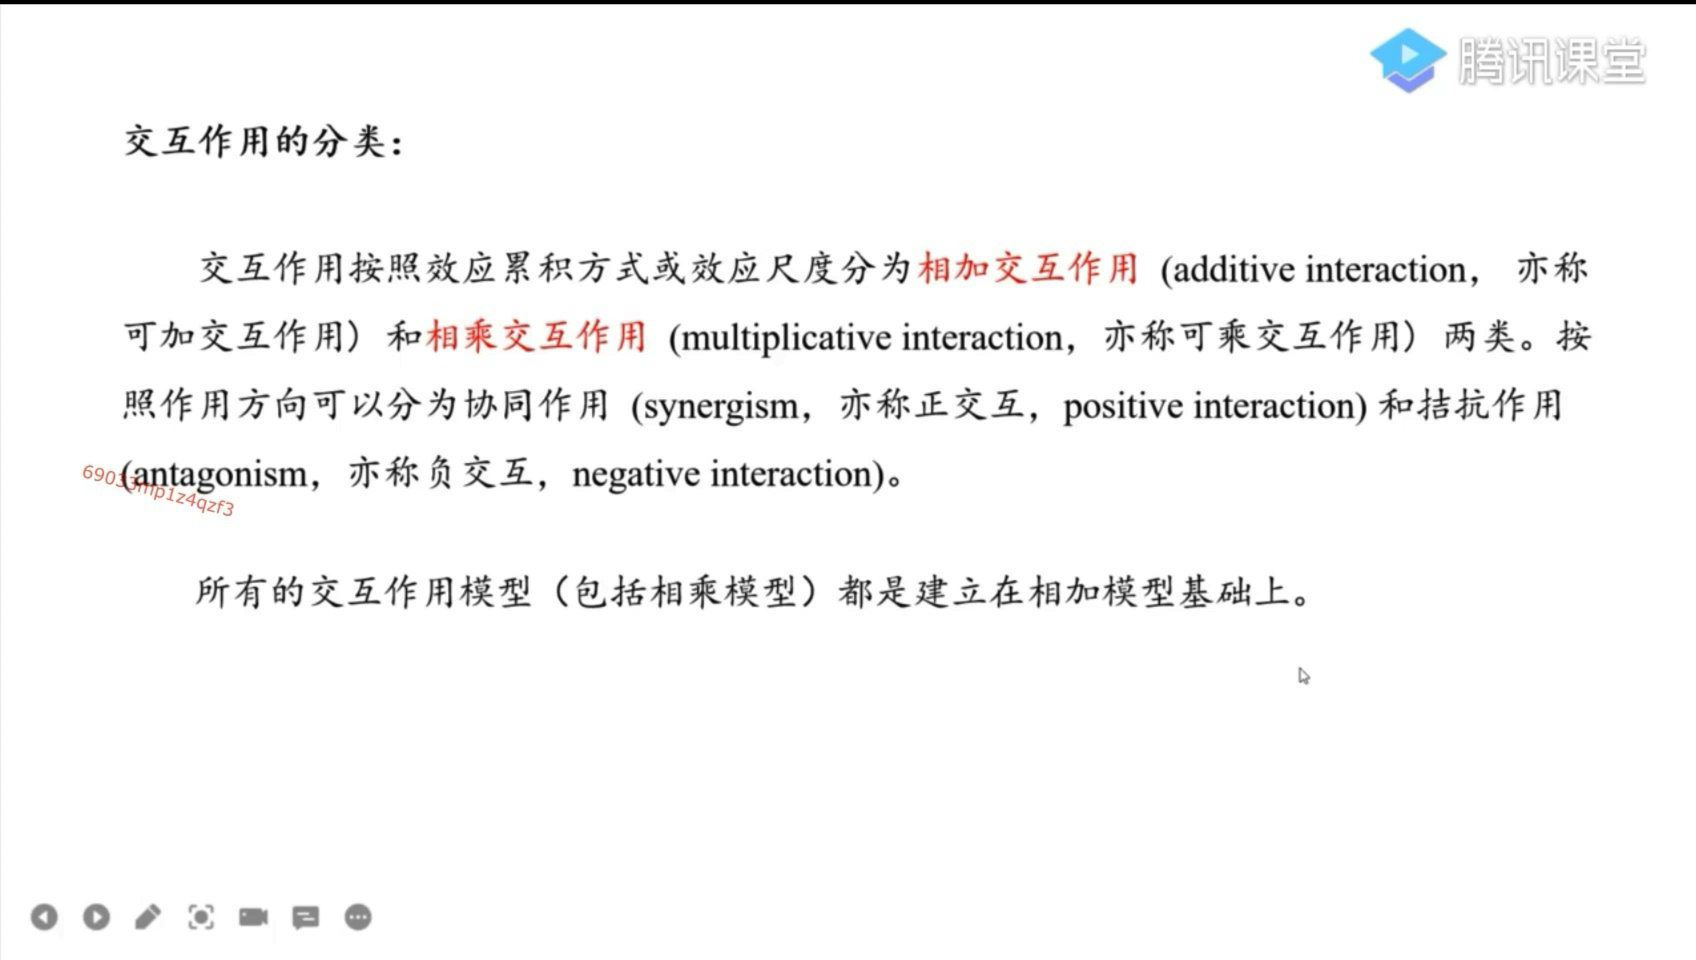 腾讯课堂
交互作用的分类：
交互作用按照效应累积方式或效应尺度分为相加交互作用 (additive interaction， 亦称
可加交互作用）和相乘交互作用 (multiplicative interaction，亦称可乘交互作用）两类。按
照作用方向可以分为协同作用 (synergism，亦称正交互，positive interaction) 和拮抗作用
(antagonism，亦称负交互，negative interaction)。
69033mp1z4qzf3
所有的交互作用模型（包括相乘模型）都是建立在相加模型基础上。